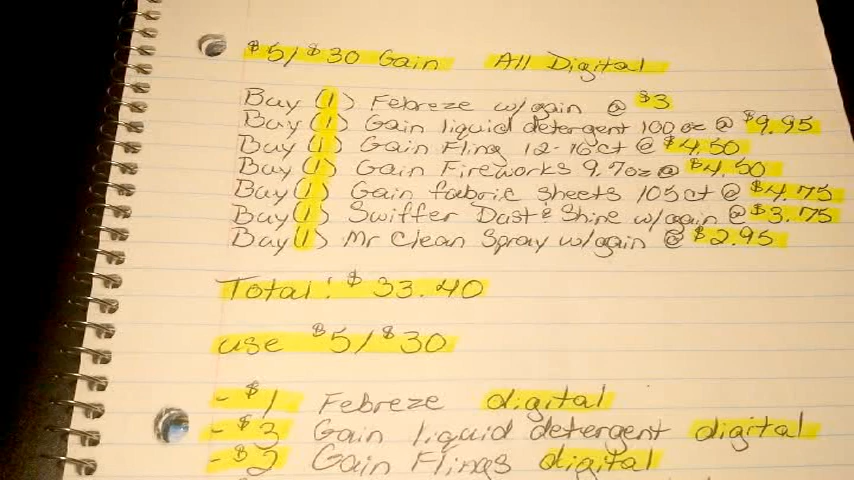 $5/$30 Gain All Digital
Buy (1) Febreze w/gain @ $3
Buy (1) Gain liquid detergent 100 oz @ $9.95
Buy (1) Gain Fling 12-16ct @ $4.50
Buy (1) Gain Fireworks 9.7oz @ $4.50
Buy (1) Gain fabric sheets 105ct @ $4.75
Buy (1) Swiffer Dust & Shine w/gain @ $3.75
Buy (1) Mr Clean Spray w/gain @ $2.95
Total: $33.40
use $5/$30
-$1 Febreze digital
-$3 Gain liquid detergent digital
-$2 Gain Flings digital